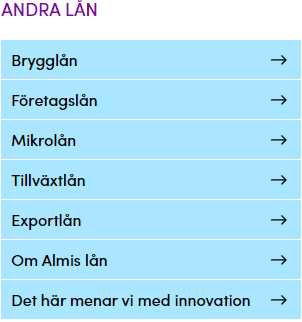 ANDRA LÅN
Brygglån
Företagslån
Mikrolån
Tillväxtlån
Exportlån
Om Almis lån
Det här menar vi med innovation